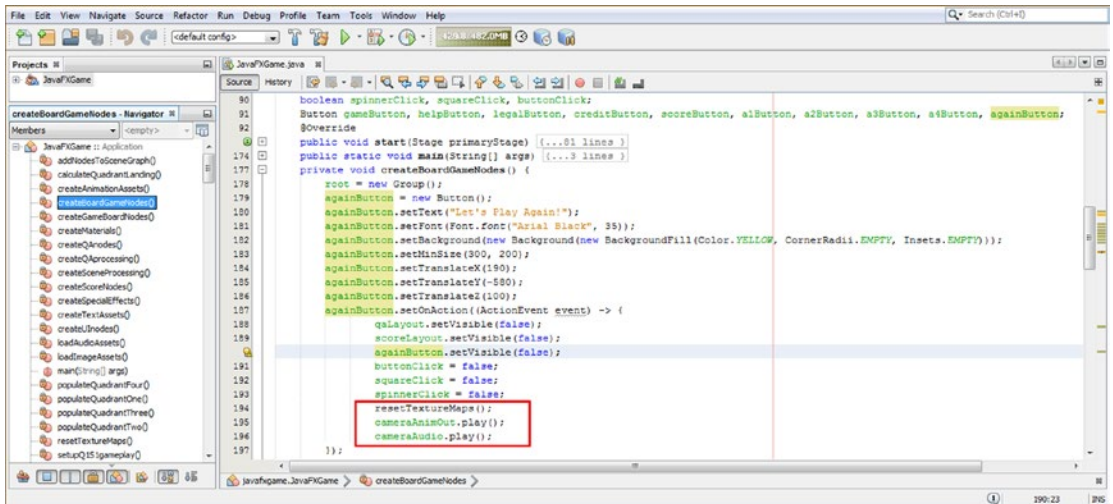 File Edit View Navigate Source Refactor Run Debug Profile Team Tools Window Help
Search (Ctrl+I)
<default config>
Projects
JavaFXGame
createBoardGameNodes - Navigator
Members
<empty>
JavaFXGame :: Application
addNodesToSceneGraph()
calculateQuadrantLanding()
createAnimationAssets()
createBoardGameNodes()
createGameBoardNodes()
createMaterials()
createQAnodes()
createQAprocessing()
createSceneProcessing()
createScoreNodes()
createSpecialEffects()
createTextAssets()
createUInodes()
loadAudioAssets()
loadImageAssets()
main(String[] args)
populateQuadrantFour()
populateQuadrantOne()
populateQuadrantThree()
populateQuadrantTwo()
resetTextureMaps()
setupQ1S1gameplay()
JavaFXGame.java
Source History
90 boolean spinnerClick, squareClick, buttonClick;
91 Button gameButton, helpButton, legalButton, creditButton, scoreButton, a1Button, a2Button, a3Button, a4Button, againButton;
92 @Override
public void start(Stage primaryStage) {...81 lines }
174 public static void main(String[] args) {...3 lines }
177 private void createBoardGameNodes() {
178 root = new Group();
179 againButton = new Button();
180 againButton.setText("Let's Play Again!");
181 againButton.setFont(Font.font("Arial Black", 35));
182 againButton.setBackground(new Background(new BackgroundFill(Color.YELLOW, CornerRadii.EMPTY, Insets.EMPTY)));
183 againButton.setMinSize(300, 200);
184 againButton.setTranslateX(190);
185 againButton.setTranslateY(-580);
186 againButton.setTranslateZ(100);
187 againButton.setOnAction((ActionEvent event) -> {
188 qaLayout.setVisible(false);
189 scoreLayout.setVisible(false);
againButton.setVisible(false);
191 buttonClick = false;
192 squareClick = false;
193 spinnerClick = false;
194 resetTextureMaps();
195 cameraAnimOut.play();
196 cameraAudio.play();
197 });
javafxgame.JavaFXGame
createBoardGameNodes
190:23
INS